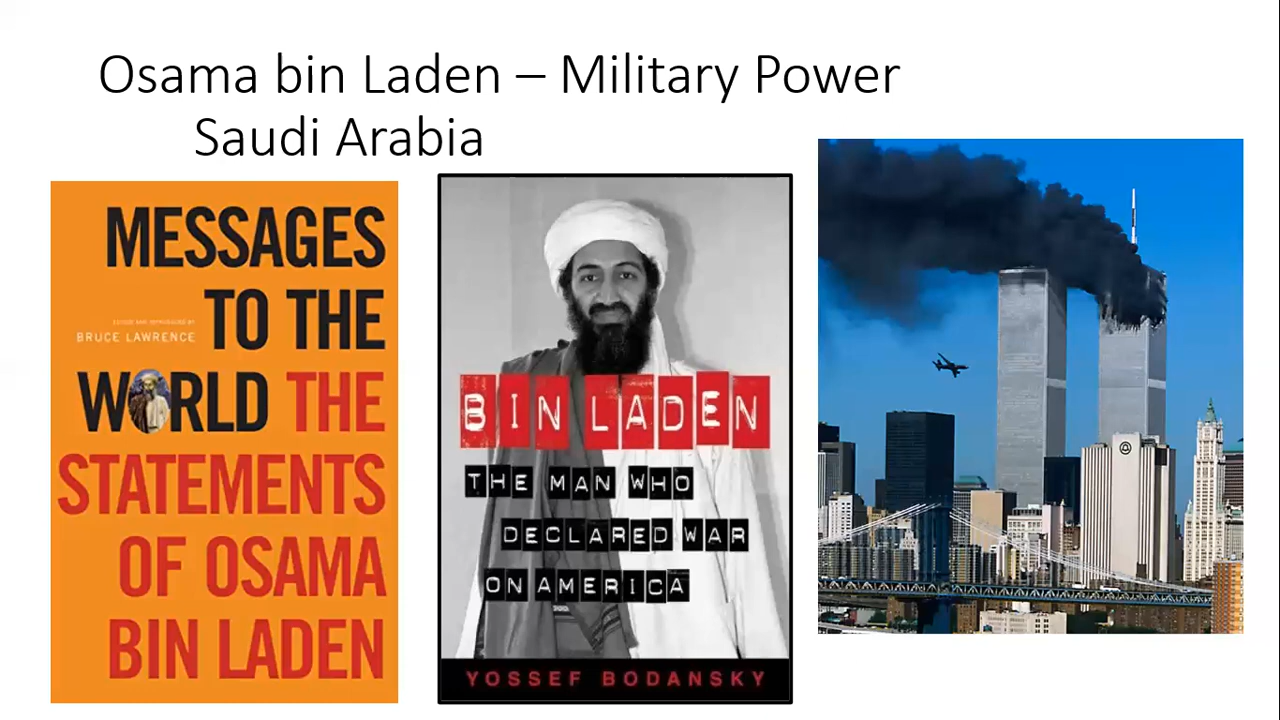 Osama bin Laden – Military Power
Saudi Arabia
MESSAGES
TO THE
BRUCE LAWRENCE
WORLD THE
STATEMENTS
OF OSAMA
BIN LADEN
BIN LADEN
THE MAN WHO
DECLARED WAR
ON AMERICA
YOSSEF BODANSKY